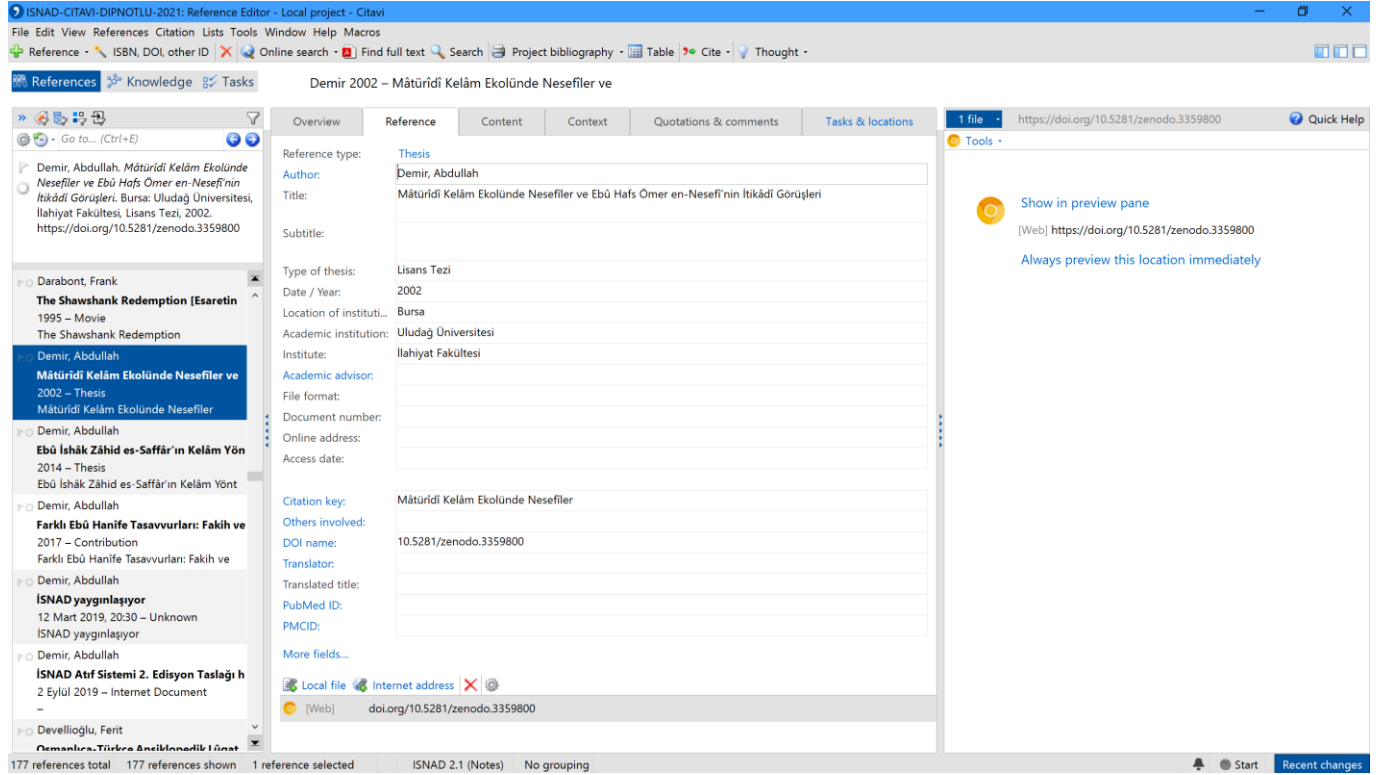 ISNAD-CITAVI-DIPNOTLU-2021: Reference Editor - Local project - Citavi
File Edit View References Citation Lists Tools Window Help Macros
Reference ISBN, DOI, other ID Online search Find full text Search Project bibliography Table Cite Thought
References Knowledge Tasks
Demir 2002 – Mâtürîdî Kelâm Ekolünde Nesefîler ve
Go to... (Ctrl+E)
Demir, Abdullah. Mâtürîdî Kelâm Ekolünde
Nesefîler ve Ebû Hafs Ömer en-Nesefî'nin
İtikâdî Görüşleri. Bursa: Uludağ Üniversitesi,
İlahiyat Fakültesi, Lisans Tezi, 2002.
https://doi.org/10.5281/zenodo.3359800
Darabont, Frank
The Shawshank Redemption [Esaretin
1995 – Movie
The Shawshank Redemption
Demir, Abdullah
Mâtüridî Kelâm Ekolünde Nesefîler ve
2002 – Thesis
Mâtürîdî Kelâm Ekolünde Nesefîler
Demir, Abdullah
Ebû İshâk Zâhid es-Saffâr'ın Kelâm Yön
2014 – Thesis
Ebû İshâk Zâhid es-Saffâr'ın Kelâm Yönt
Demir, Abdullah
Farklı Ebû Hanîfe Tasavvurları: Fakih ve
2017 – Contribution
Farklı Ebû Hanîfe Tasavvurları: Fakih ve
Demir, Abdullah
İSNAD yaygınlaşıyor
12 Mart 2019, 20:30 – Unknown
İSNAD yaygınlaşıyor
Demir, Abdullah
İSNAD Atıf Sistemi 2. Edisyon Taslağı h
2 Eylül 2019 – Internet Document
–
Devellioğlu, Ferit
Osmanlıca-Türkçe Ansiklopedik Lûgat
Overview Reference Content Context Quotations & comments Tasks & locations
Reference type: Thesis
Author: Demir, Abdullah
Title: Mâtürîdî Kelâm Ekolünde Nesefîler ve Ebû Hafs Ömer en-Nesefî'nin İtikâdî Görüşleri
Subtitle:
Type of thesis: Lisans Tezi
Date / Year: 2002
Location of instituti... Bursa
Academic institution: Uludağ Üniversitesi
Institute: İlahiyat Fakültesi
Academic advisor:
File format:
Document number:
Online address:
Access date:
Citation key: Mâtürîdî Kelâm Ekolünde Nesefîler
Others involved:
DOI name: 10.5281/zenodo.3359800
Translator:
Translated title:
PubMed ID:
PMCID:
More fields...
Local file Internet address
[Web] doi.org/10.5281/zenodo.3359800
1 file https://doi.org/10.5281/zenodo.3359800 Quick Help
Tools
Show in preview pane
[Web] https://doi.org/10.5281/zenodo.3359800
Always preview this location immediately
177 references total 177 references shown 1 reference selected ISNAD 2.1 (Notes) No grouping Start Recent changes